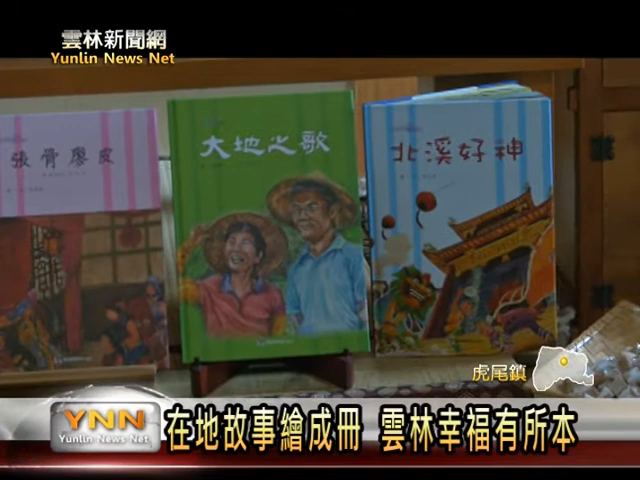 雲林新聞網
Yunlin News Net
張骨廖皮
大地之歌
北溪好神
虎尾鎮
YNN
Yunlin News Net
在地故事繪成冊 雲林幸福有所本